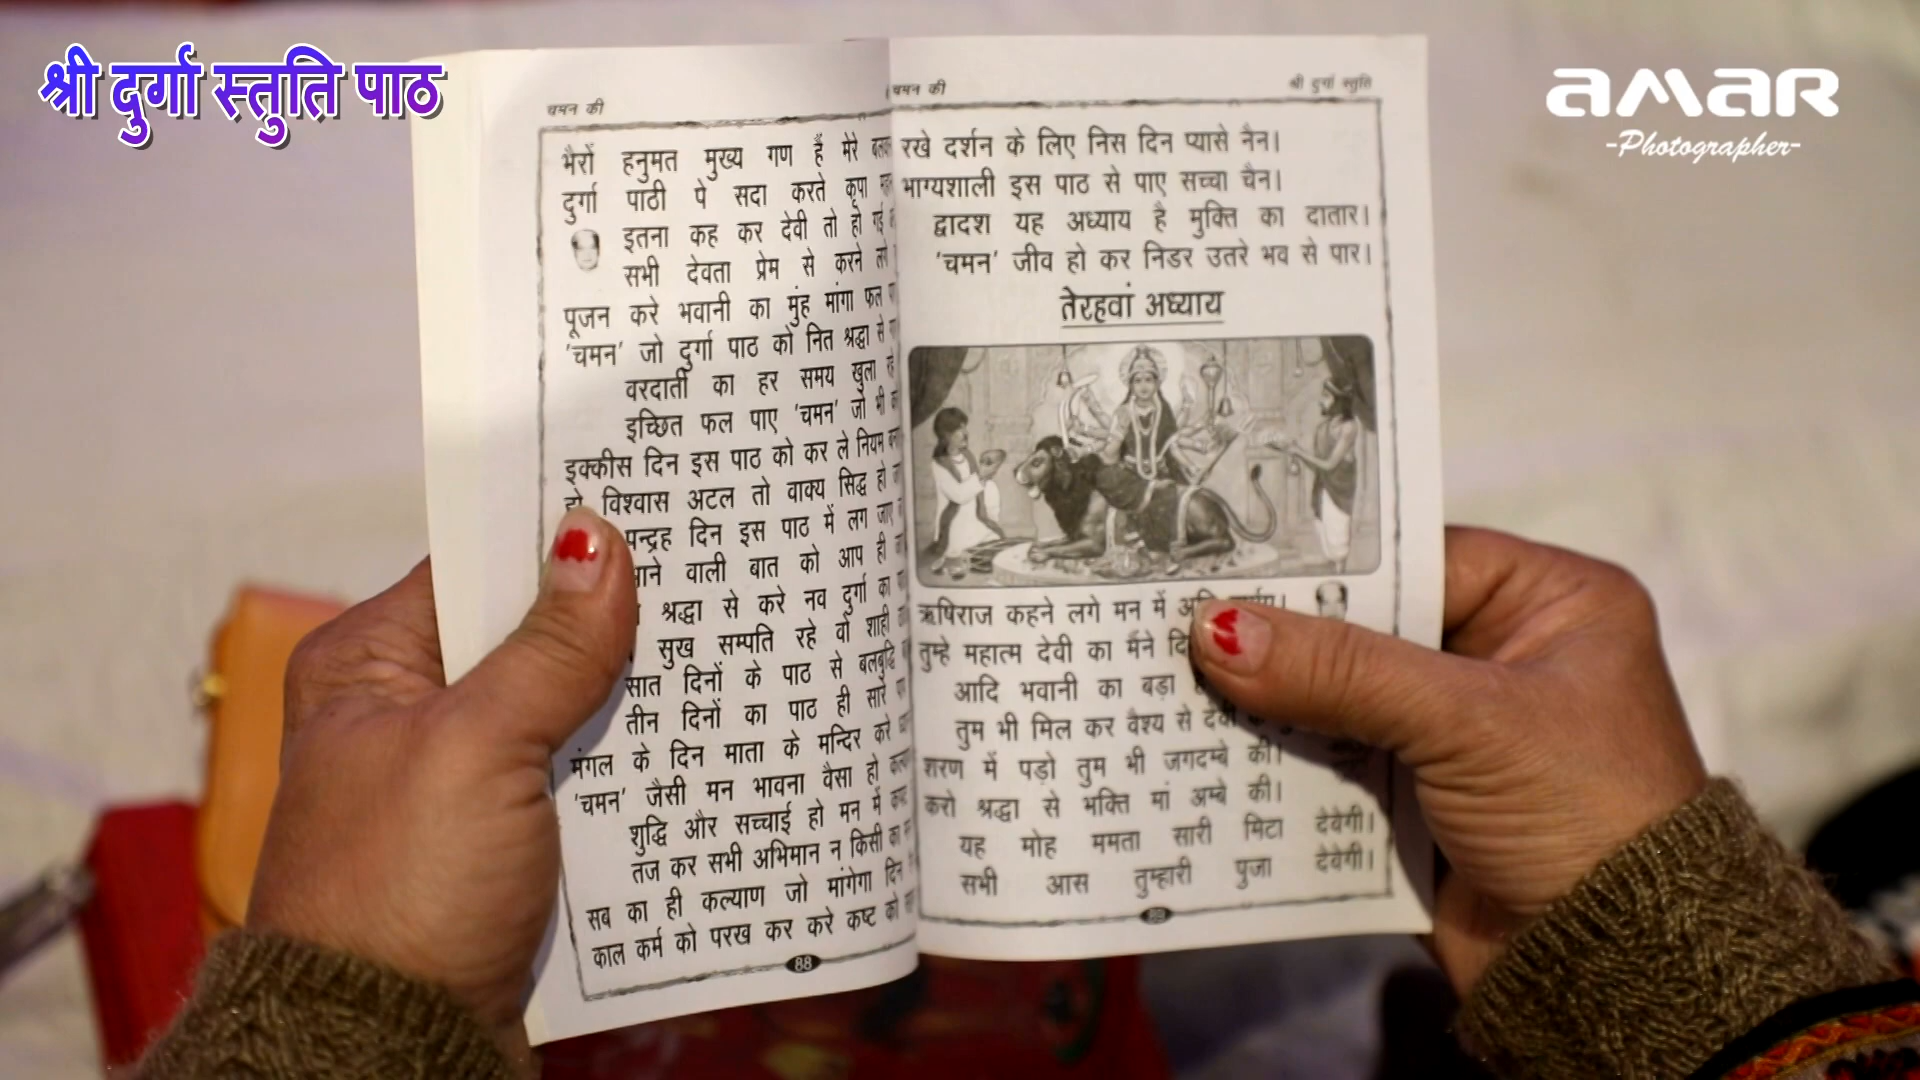 श्री दुर्गा स्तुति पाठ
amar
-Photographer-
चमन की
भैरों हनुमत मुख्य गण हैं मेरे
दुर्गा पाठी पे सदा करते कृपा
इतना कह कर देवी तो हो गई
सभी देवता प्रेम से करने लगे
पूजन करे भवानी का मुंह मांगा फल
'चमन' जो दुर्गा पाठ को नित श्रद्धा से
वरदाती का हर समय खुला
इच्छित फल पाए 'चमन' जो भी
इक्कीस दिन इस पाठ को कर ले नियम
हो विश्वास अटल तो वाक्य सिद्ध हो
पन्द्रह दिन इस पाठ में लग जाए
वाली बात को आप ही
श्रद्धा से करे नव दुर्गा का
सुख सम्पति रहे वो शाही
सात दिनों के पाठ से बलबुद्धि
तीन दिनों का पाठ ही सारे
मंगल के दिन माता के मन्दिर करे
'चमन' जैसी मन भावना वैसा हो
शुद्धि और सच्चाई हो मन में
तज कर सभी अभिमान न किसी का
सब का ही कल्याण जो मांगेगा दिन
काल कर्म को परख कर करे कष्ट को
88
चमन की श्री दुर्गा स्तुति
रखे दर्शन के लिए निस दिन प्यासे नैन।
भाग्यशाली इस पाठ से पाए सच्चा चैन।
द्वादश यह अध्याय है मुक्ति का दातार।
'चमन' जीव हो कर निडर उतरे भव से पार।
तेरहवां अध्याय
ऋषिराज कहने लगे मन में
तुम्हे महात्म देवी का मैंने
आदि भवानी का बड़ा
तुम भी मिल कर वैश्य से देवी
शरण में पड़ो तुम भी जगदम्बे की।
करो श्रद्धा से भक्ति मां अम्बे की।
यह मोह ममता सारी मिटा देवेगी।
सभी आस तुम्हारी पुजा देवेगी।